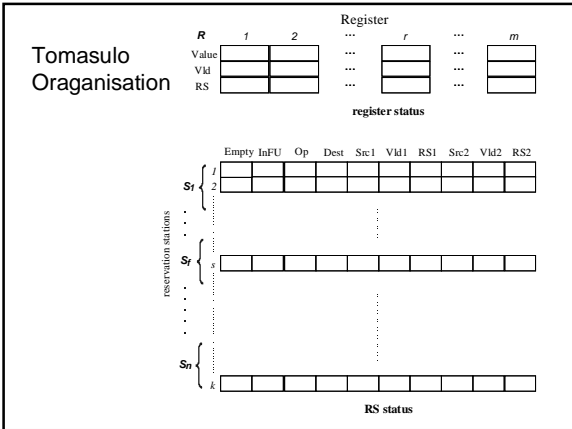 Tomasulo
Oraganisation
Register
R 1 2 ... r ... m
Value ... ...
Vld ... ...
RS ... ...
register status
Empty InFU Op Dest Src1 Vld1 RS1 Src2 Vld2 RS2
1
S1
2
reservation stations
Sf
s
Sn
k
RS status